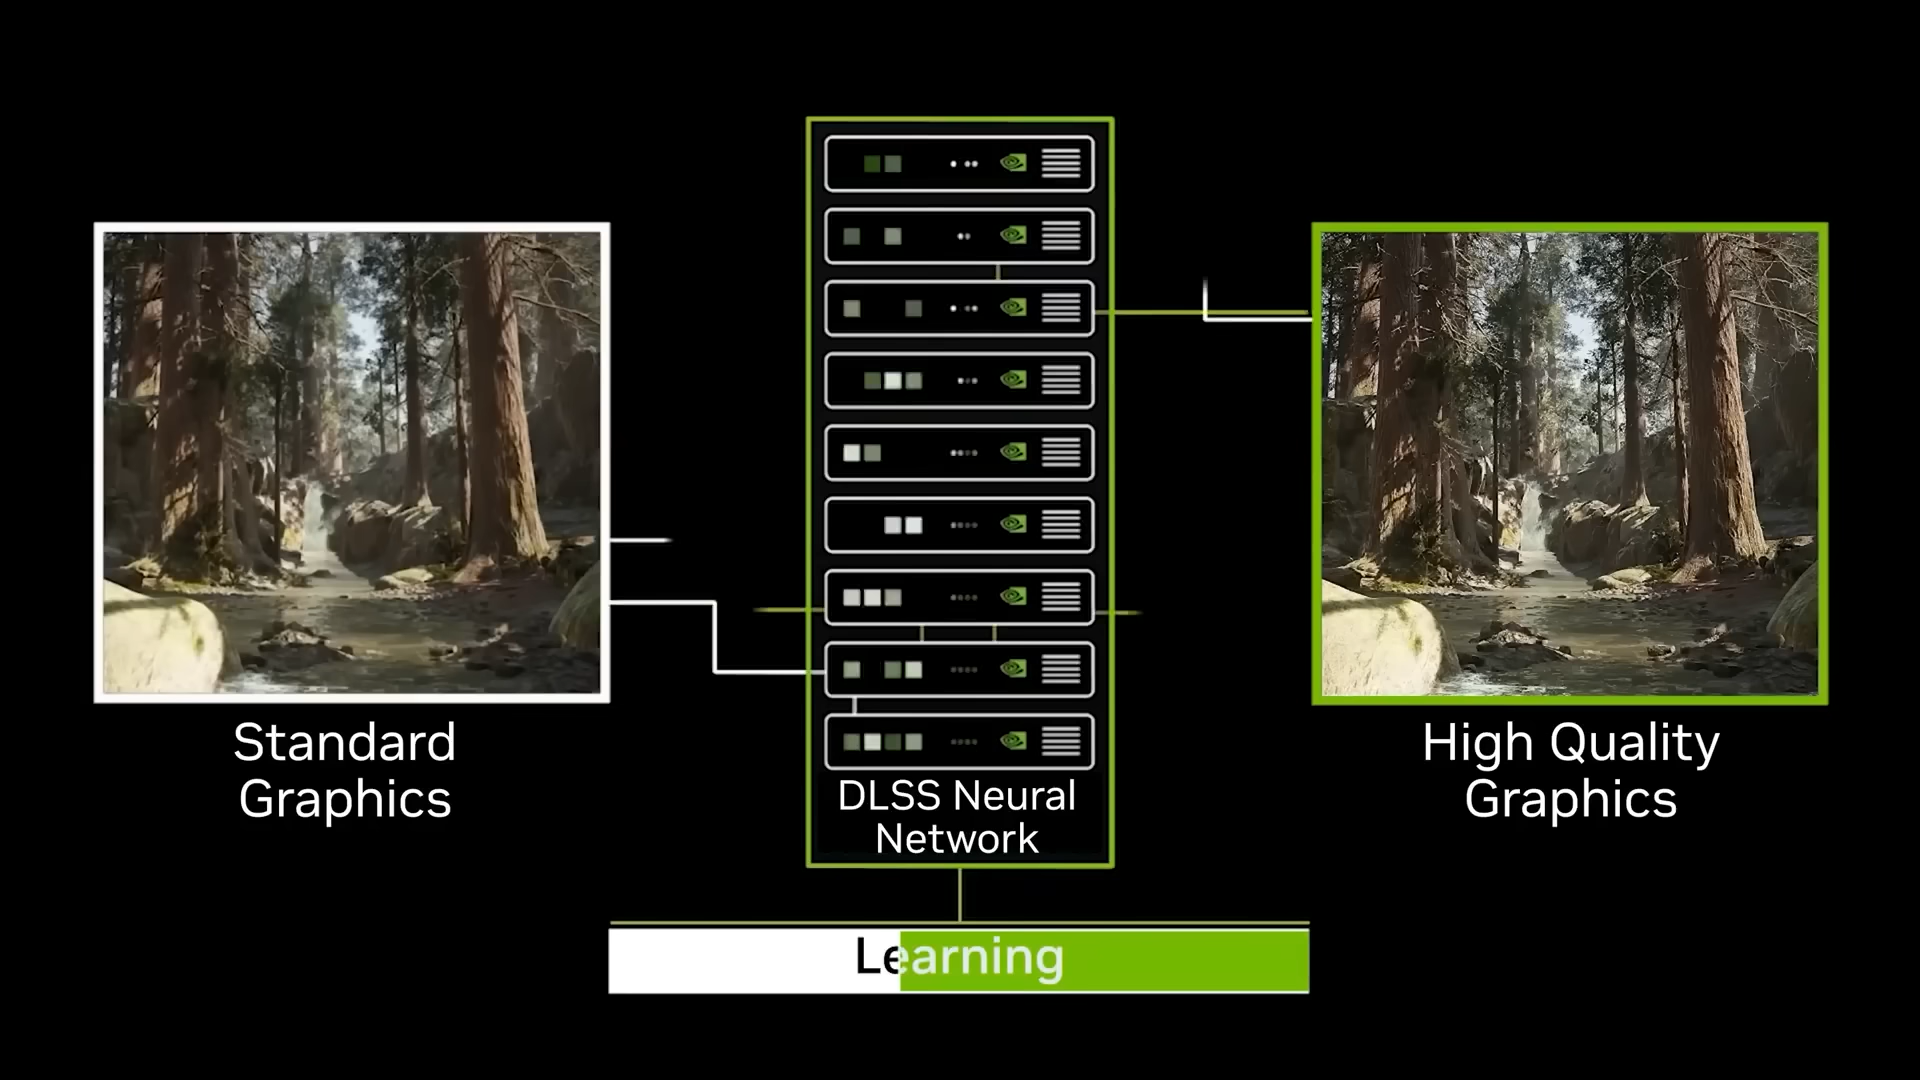 Standard
Graphics
DLSS Neural
Network
High Quality
Graphics
Learning